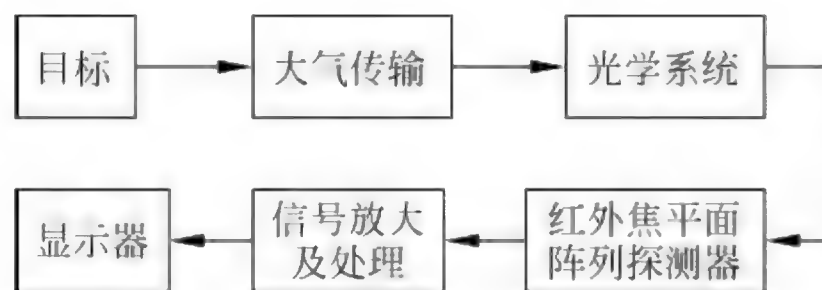 目标
大气传输
光学系统
显示器
信号放大
及处理
红外焦平面
阵列探测器